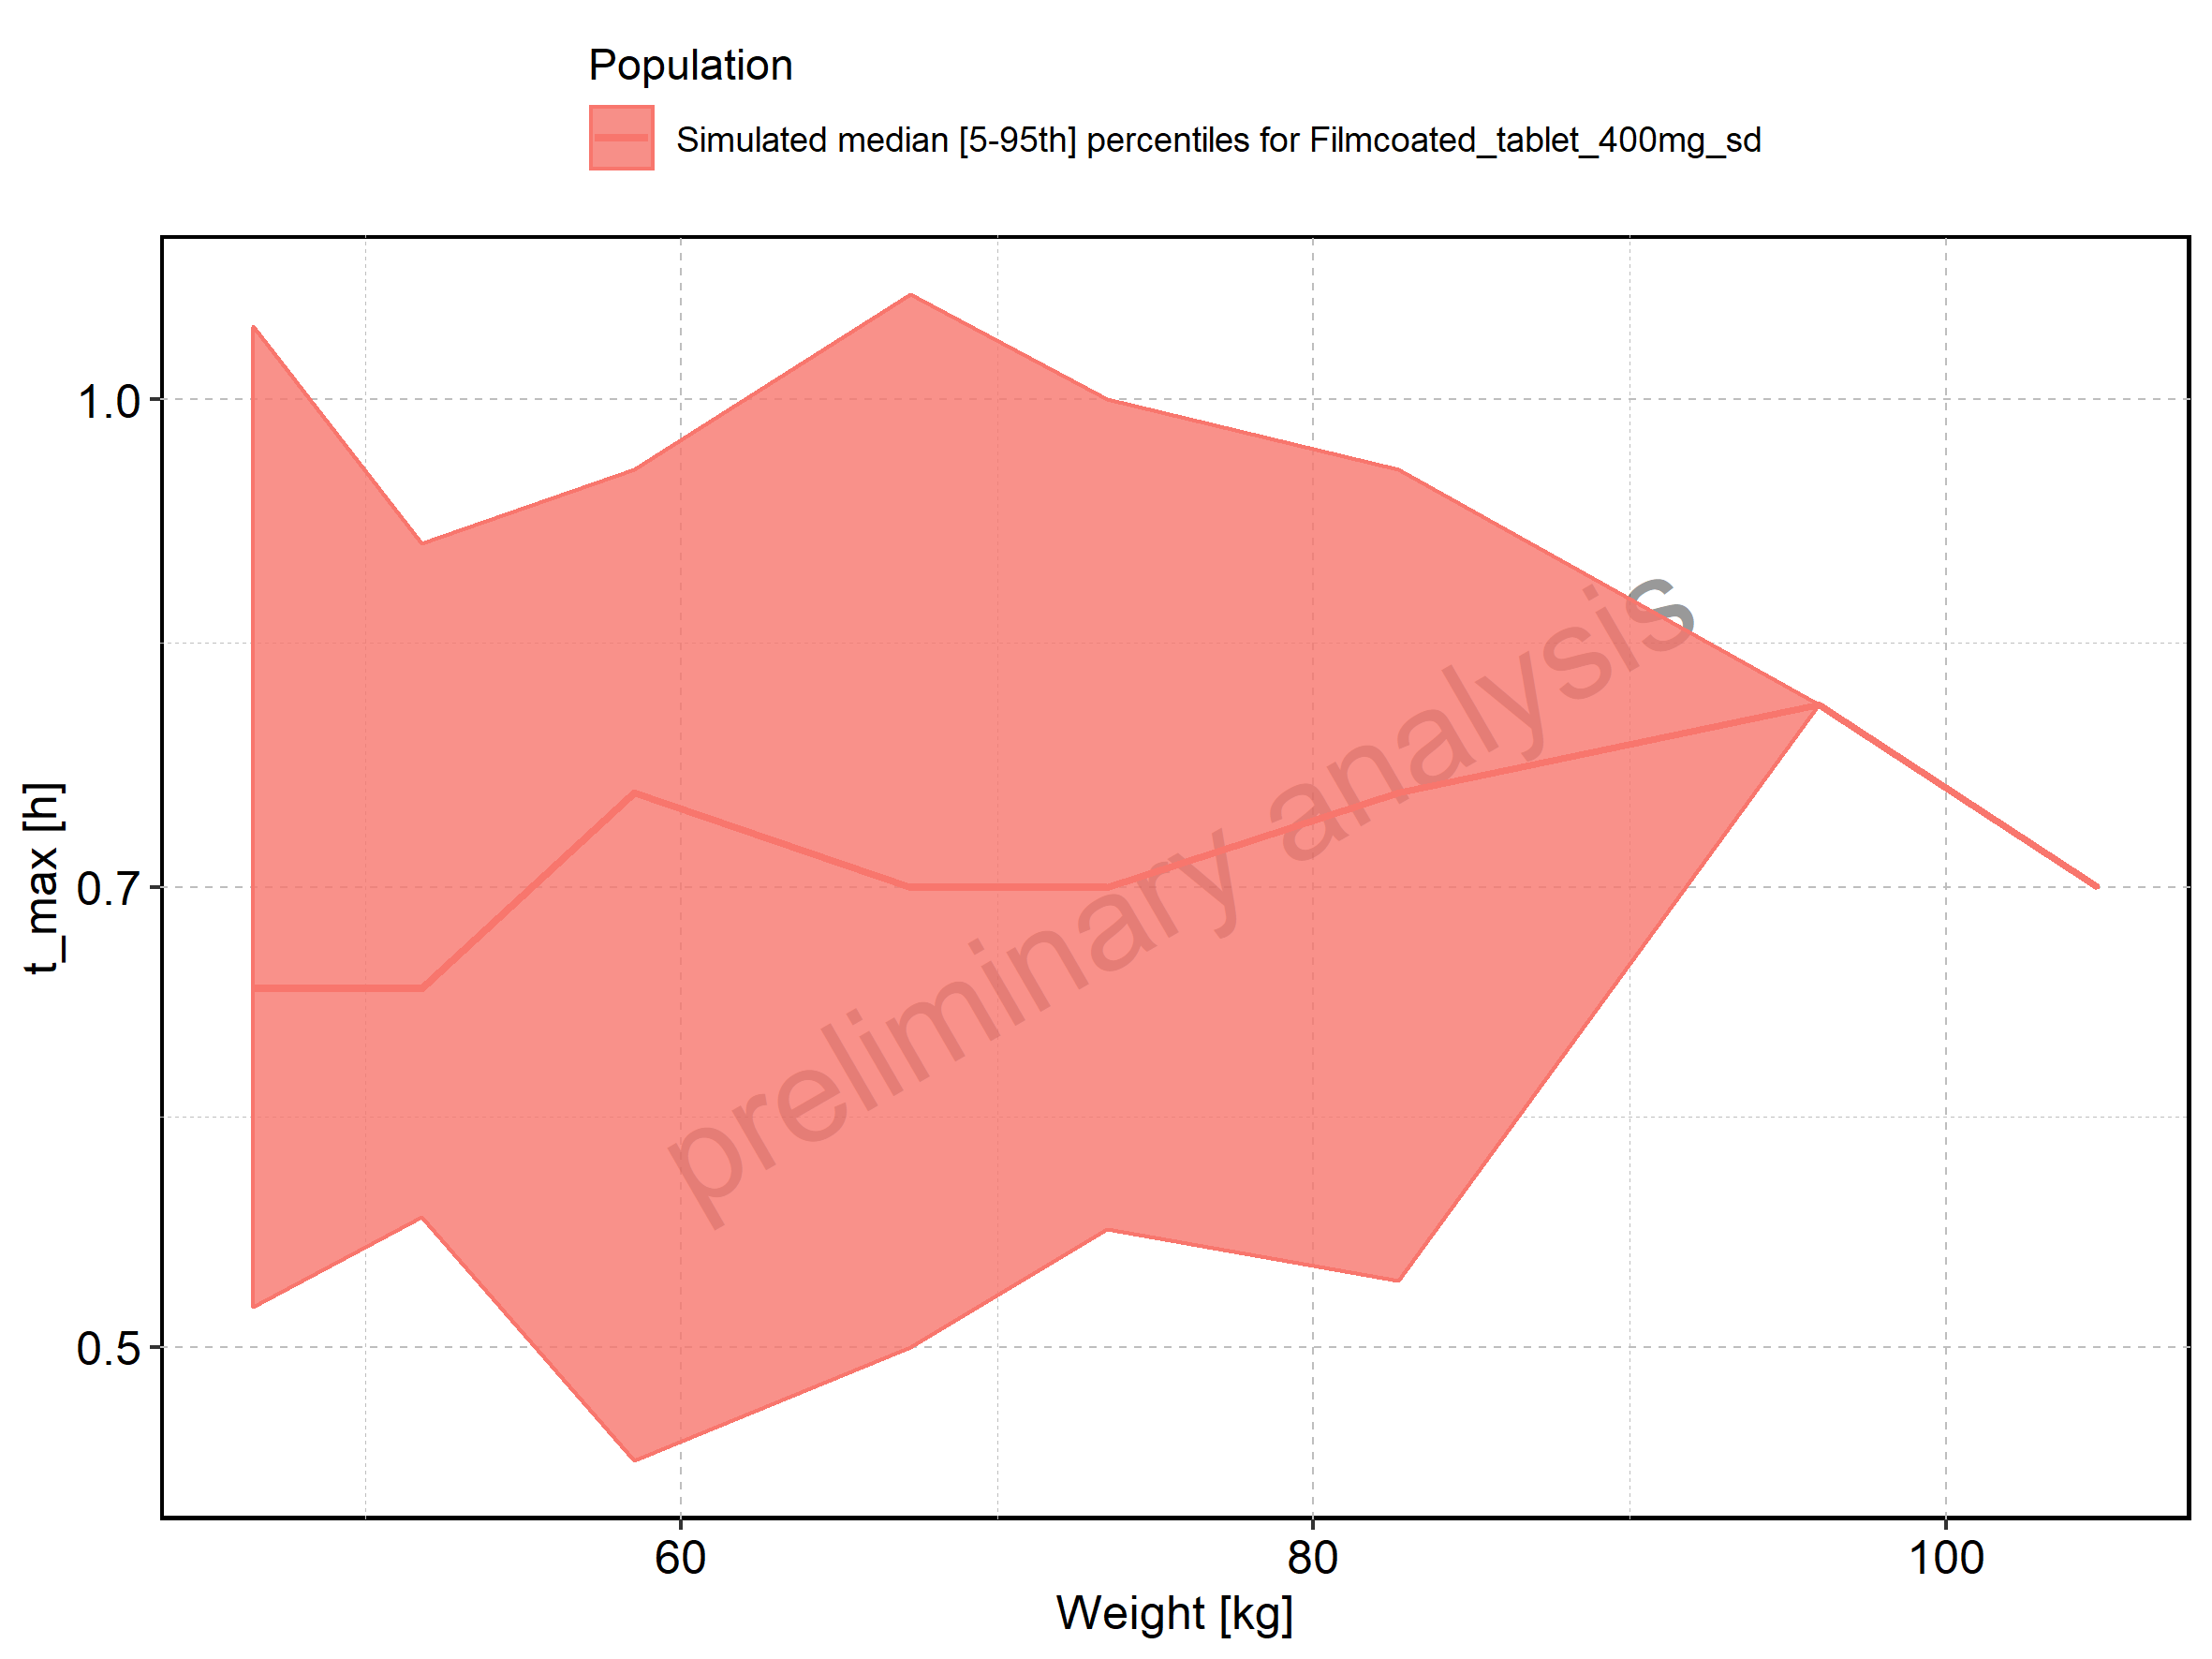 Population
Simulated median [5-95th] percentiles for Filmcoated_tablet_400mg_sd
1.0
0.7
0.5
t_max [h]
preliminary analysis
60 80 100
Weight [kg]